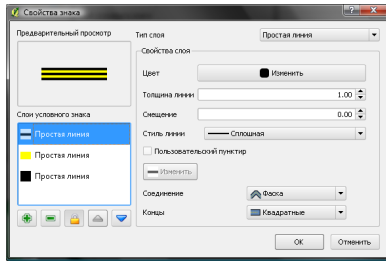 Свойства знака
Предварительный просмотр
Тип слоя
Простая линия
Свойства слоя
Цвет
Изменить
Толщина линии
1.00
Слои условного знака
Смещение
0.00
Простая линия
Стиль линии
Сплошная
Простая линия
Пользовательский пунктир
Простая линия
Изменить
Соединение
Фаска
Концы
Квадратные
OK
Отменить